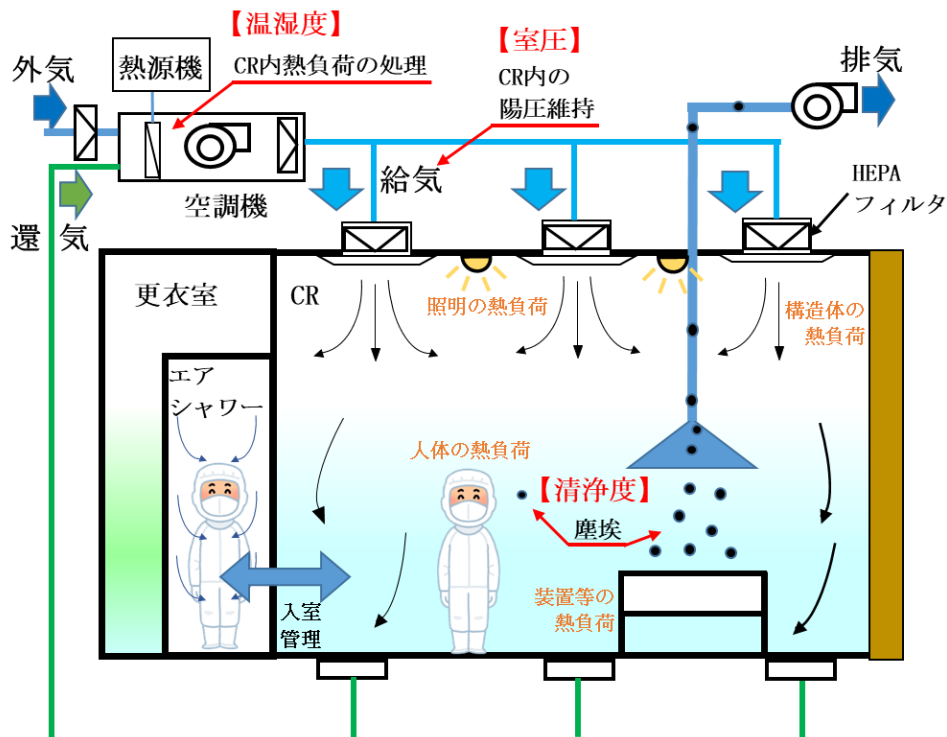 【温湿度】
CR内熱負荷の処理
【室圧】
CR内の
陽圧維持
外気
熱源機
排気
給気
空調機
還気
HEPA
フィルタ
更衣室
CR
照明の熱負荷
構造体の
熱負荷
エア
シャワー
人体の熱負荷
【清浄度】
塵埃
装置等の
熱負荷
入室
管理